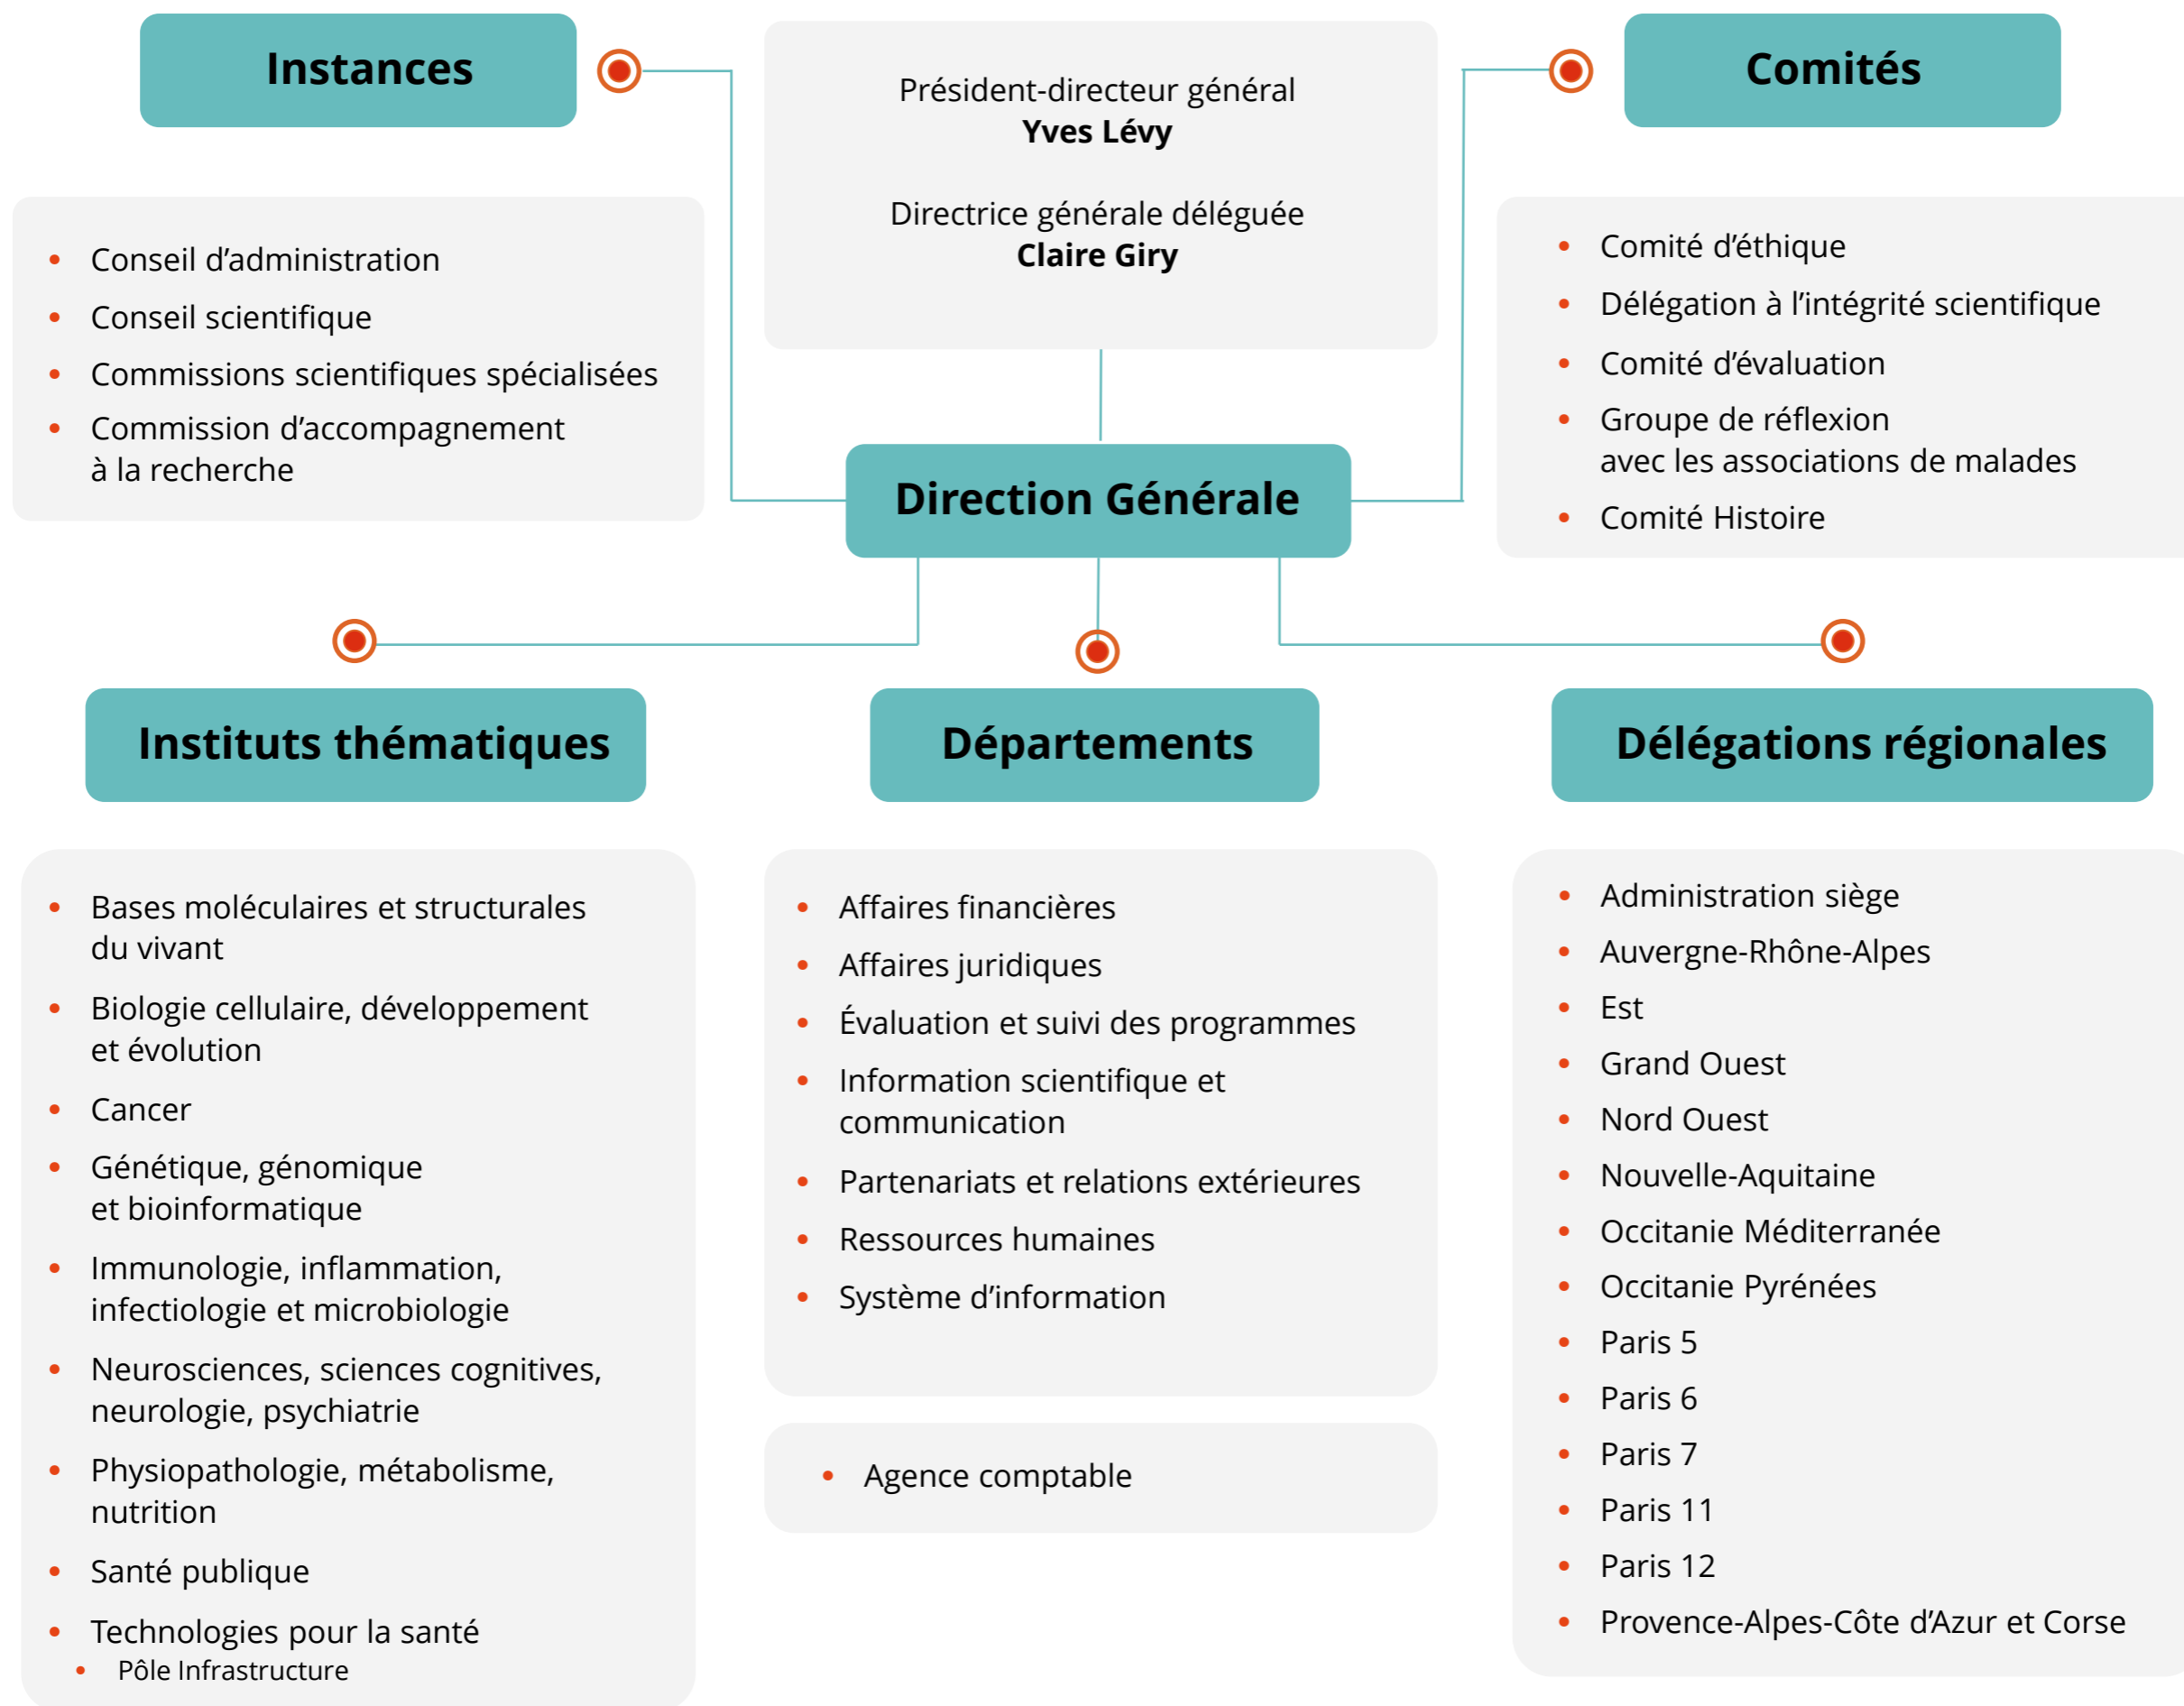 Instances
Conseil d’administration
Conseil scientifique
Commissions scientifiques spécialisées
Commission d’accompagnement
à la recherche
Président-directeur général
Yves Lévy
Directrice générale déléguée
Claire Giry
Direction Générale
Comités
Comité d’éthique
Délégation à l’intégrité scientifique
Comité d’évaluation
Groupe de réflexion
avec les associations de malades
Comité Histoire
Instituts thématiques
Bases moléculaires et structurales
du vivant
Biologie cellulaire, développement
et évolution
Cancer
Génétique, génomique
et bioinformatique
Immunologie, inflammation,
infectiologie et microbiologie
Neurosciences, sciences cognitives,
neurologie, psychiatrie
Physiopathologie, métabolisme,
nutrition
Santé publique
Technologies pour la santé
Pôle Infrastructure
Départements
Affaires financières
Affaires juridiques
Évaluation et suivi des programmes
Information scientifique et
communication
Partenariats et relations extérieures
Ressources humaines
Système d’information
Agence comptable
Délégations régionales
Administration siège
Auvergne-Rhône-Alpes
Est
Grand Ouest
Nord Ouest
Nouvelle-Aquitaine
Occitanie Méditerranée
Occitanie Pyrénées
Paris 5
Paris 6
Paris 7
Paris 11
Paris 12
Provence-Alpes-Côte d’Azur et Corse